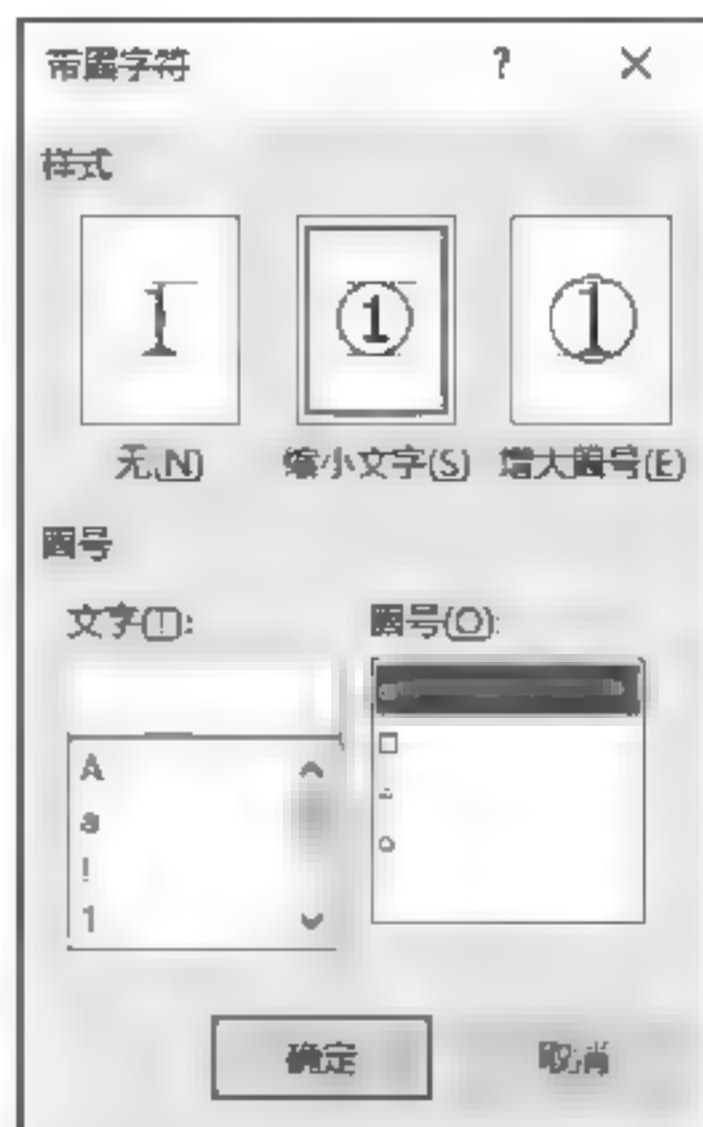 带圈字符 ? ×
样式
1 ① ①
无(N) 缩小文字(S) 增大圈号(E)
圈号
文字(T): 圈号(O):
A
a
!
1
确定 取消